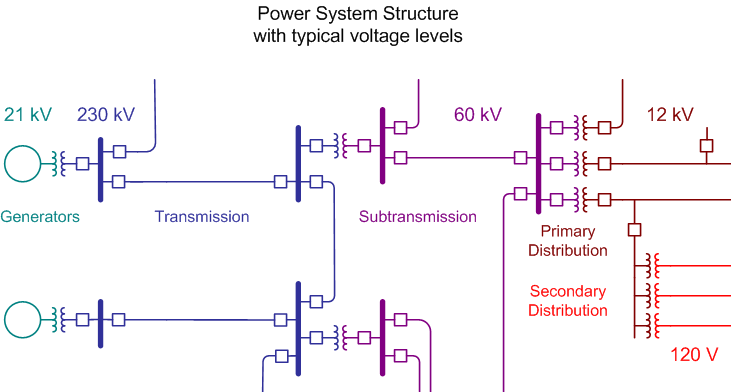 Power System Structure
with typical voltage levels
21 kV
230 kV
60 kV
12 kV
Generators
Transmission
Subtransmission
Primary
Distribution
Secondary
Distribution
120 V